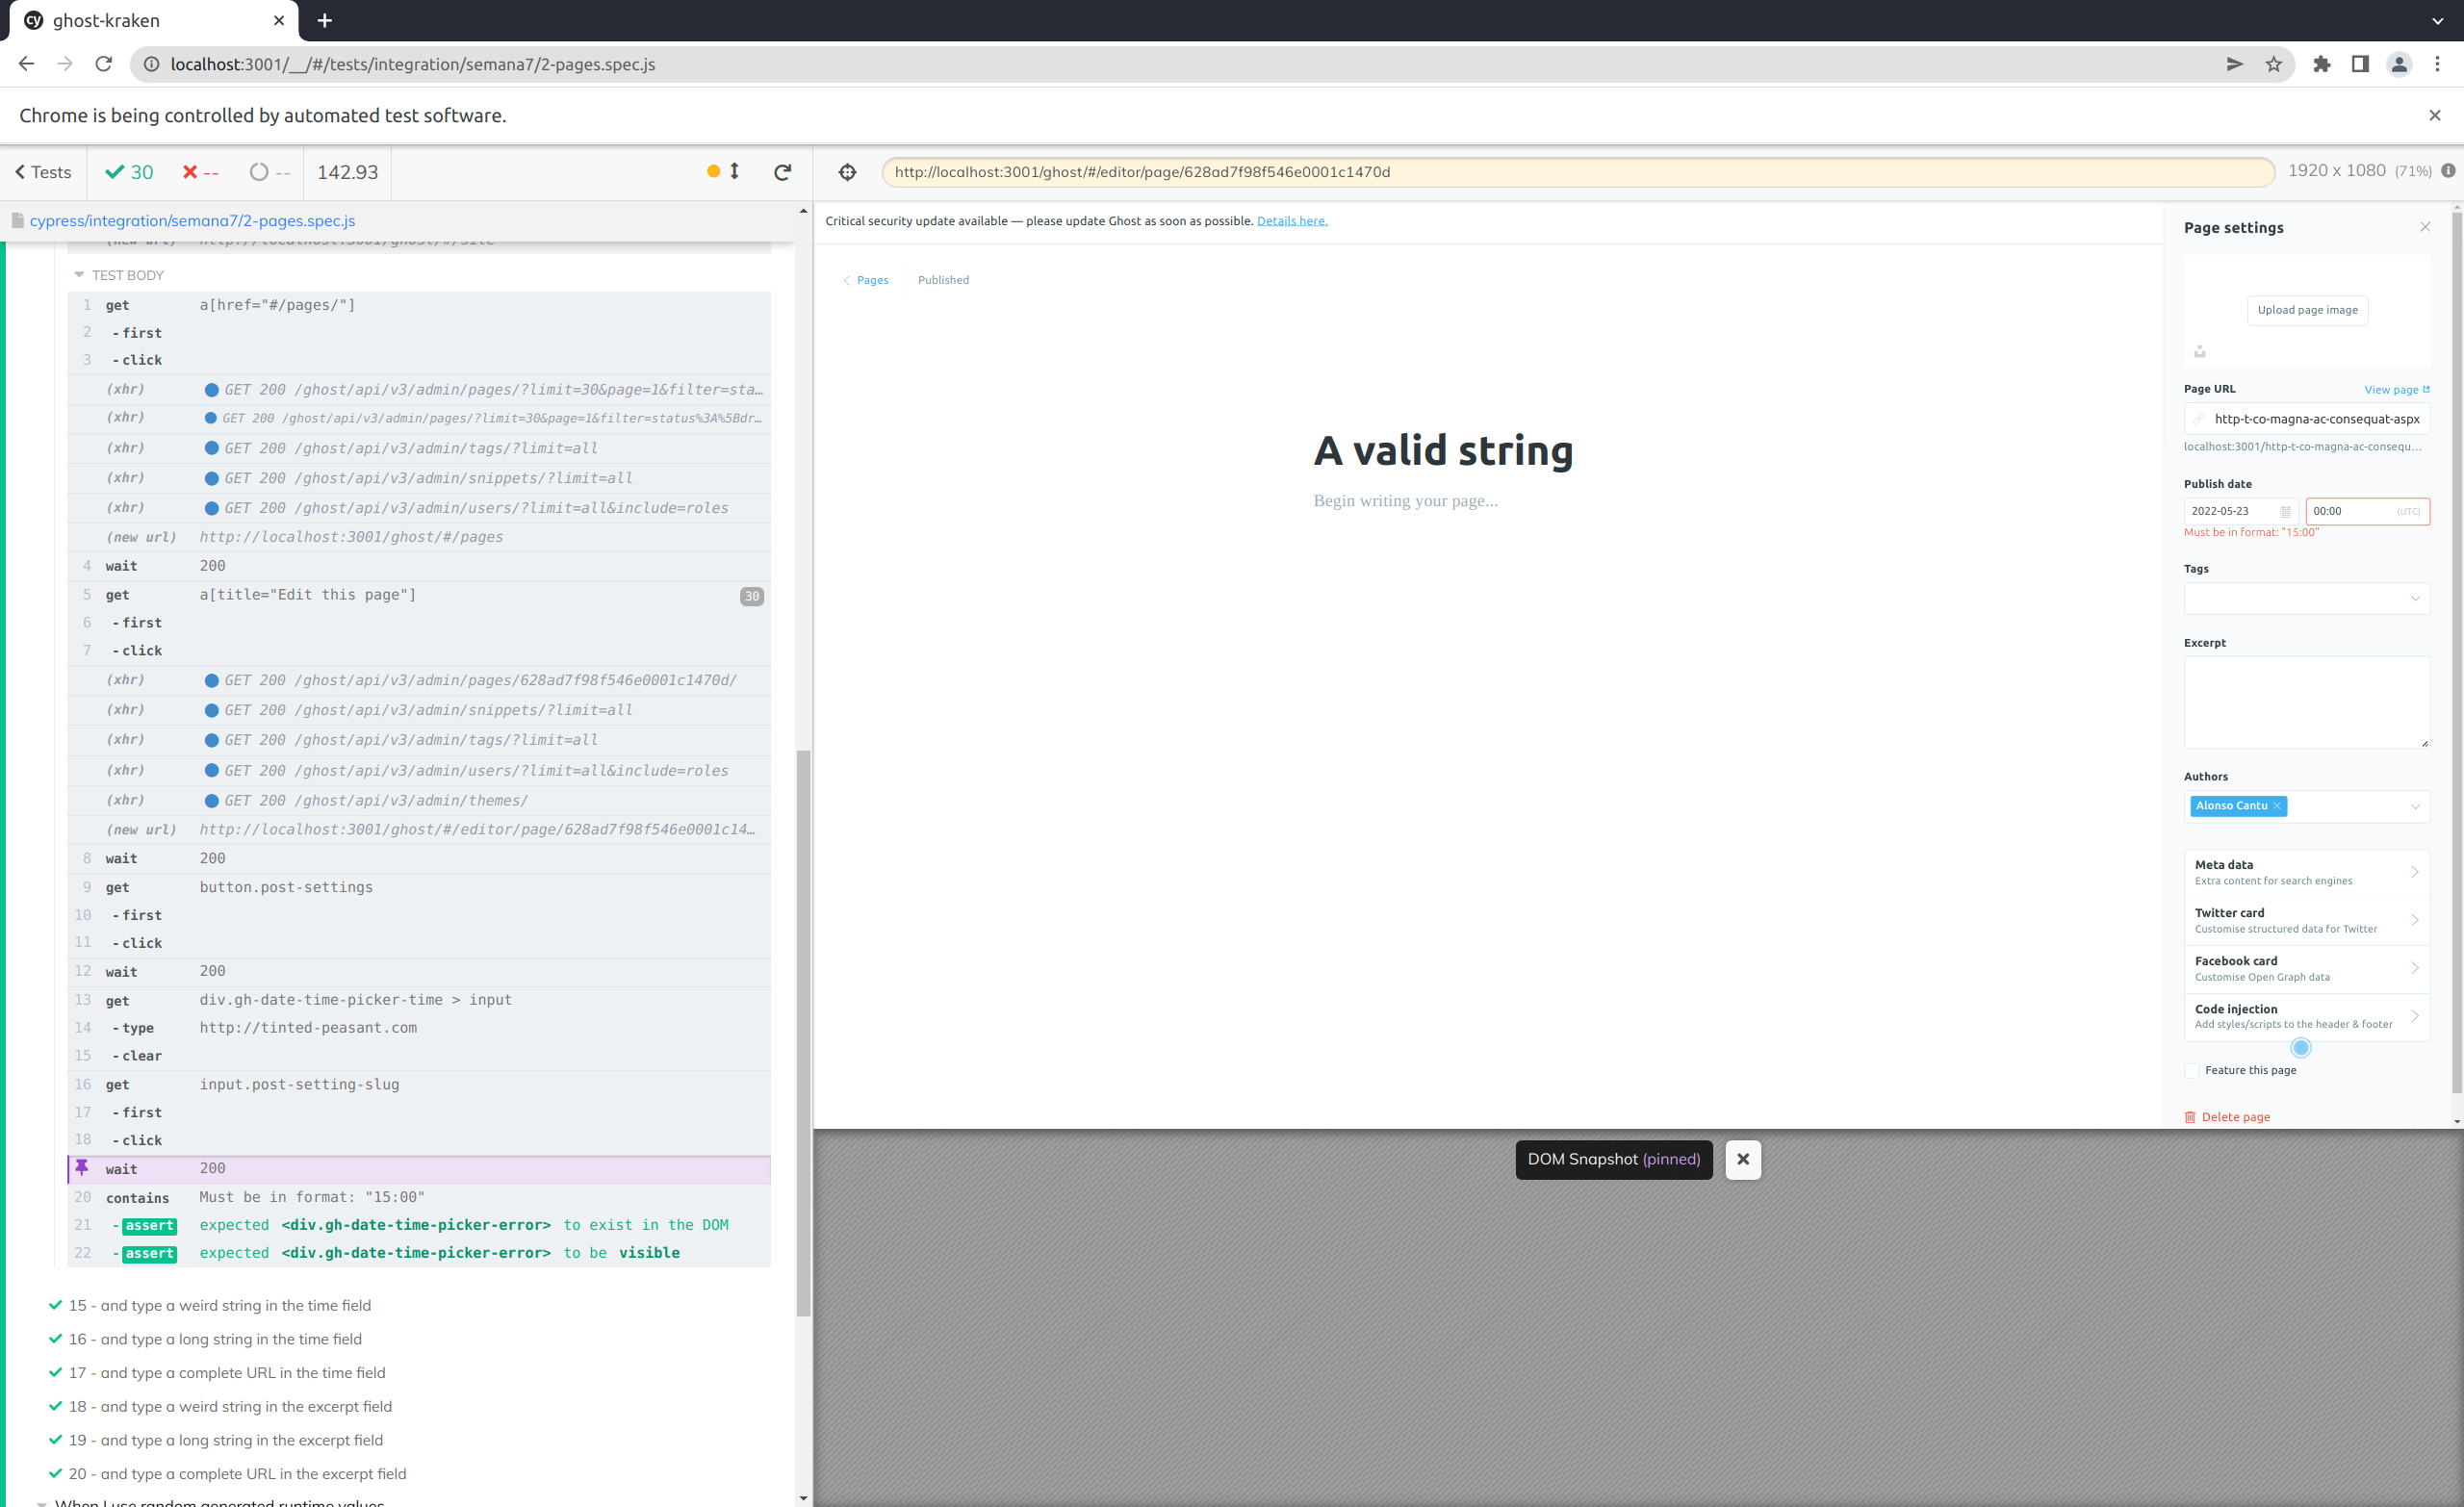 ghost-kraken
localhost:3001/__/#/tests/integration/semana7/2-pages.spec.js
Chrome is being controlled by automated test software.
Tests
30
--
--
142.93
http://localhost:3001/ghost/#/editor/page/628ad7f98f546e0001c1470d
1920 x 1080 (71%)
cypress/integration/semana7/2-pages.spec.js
(new url) http://localhost:3001/ghost/#/site
TEST BODY
1 get a[href="#/pages/"]
2 -first
3 -click
(xhr) GET 200 /ghost/api/v3/admin/pages/?limit=30&page=1&filter=sta…
(xhr) GET 200 /ghost/api/v3/admin/pages/?limit=30&page=1&filter=status%3A%5Bdr…
(xhr) GET 200 /ghost/api/v3/admin/tags/?limit=all
(xhr) GET 200 /ghost/api/v3/admin/snippets/?limit=all
(xhr) GET 200 /ghost/api/v3/admin/users/?limit=all&include=roles
(new url) http://localhost:3001/ghost/#/pages
4 wait 200
5 get a[title="Edit this page"] 30
6 -first
7 -click
(xhr) GET 200 /ghost/api/v3/admin/pages/628ad7f98f546e0001c1470d/
(xhr) GET 200 /ghost/api/v3/admin/snippets/?limit=all
(xhr) GET 200 /ghost/api/v3/admin/tags/?limit=all
(xhr) GET 200 /ghost/api/v3/admin/users/?limit=all&include=roles
(xhr) GET 200 /ghost/api/v3/admin/themes/
(new url) http://localhost:3001/ghost/#/editor/page/628ad7f98f546e0001c14…
8 wait 200
9 get button.post-settings
10 -first
11 -click
12 wait 200
13 get div.gh-date-time-picker-time > input
14 -type http://tinted-peasant.com
15 -clear
16 get input.post-setting-slug
17 -first
18 -click
wait 200
20 contains Must be in format: "15:00"
21 -assert expected <div.gh-date-time-picker-error> to exist in the DOM
22 -assert expected <div.gh-date-time-picker-error> to be visible
15 - and type a weird string in the time field
16 - and type a long string in the time field
17 - and type a complete URL in the time field
18 - and type a weird string in the excerpt field
19 - and type a long string in the excerpt field
20 - and type a complete URL in the excerpt field
When I use random generated runtime values
Critical security update available — please update Ghost as soon as possible. Details here.
Pages
Published
A valid string
Begin writing your page...
Page settings
Upload page image
Page URL
View page
http-t-co-magna-ac-consequat-aspx
localhost:3001/http-t-co-magna-ac-consequ…
Publish date
2022-05-23
00:00 (UTC)
Must be in format: "15:00"
Tags
Excerpt
Authors
Alonso Cantu
Meta data
Extra content for search engines
Twitter card
Customise structured data for Twitter
Facebook card
Customise Open Graph data
Code injection
Add styles/scripts to the header & footer
Feature this page
Delete page
DOM Snapshot (pinned)